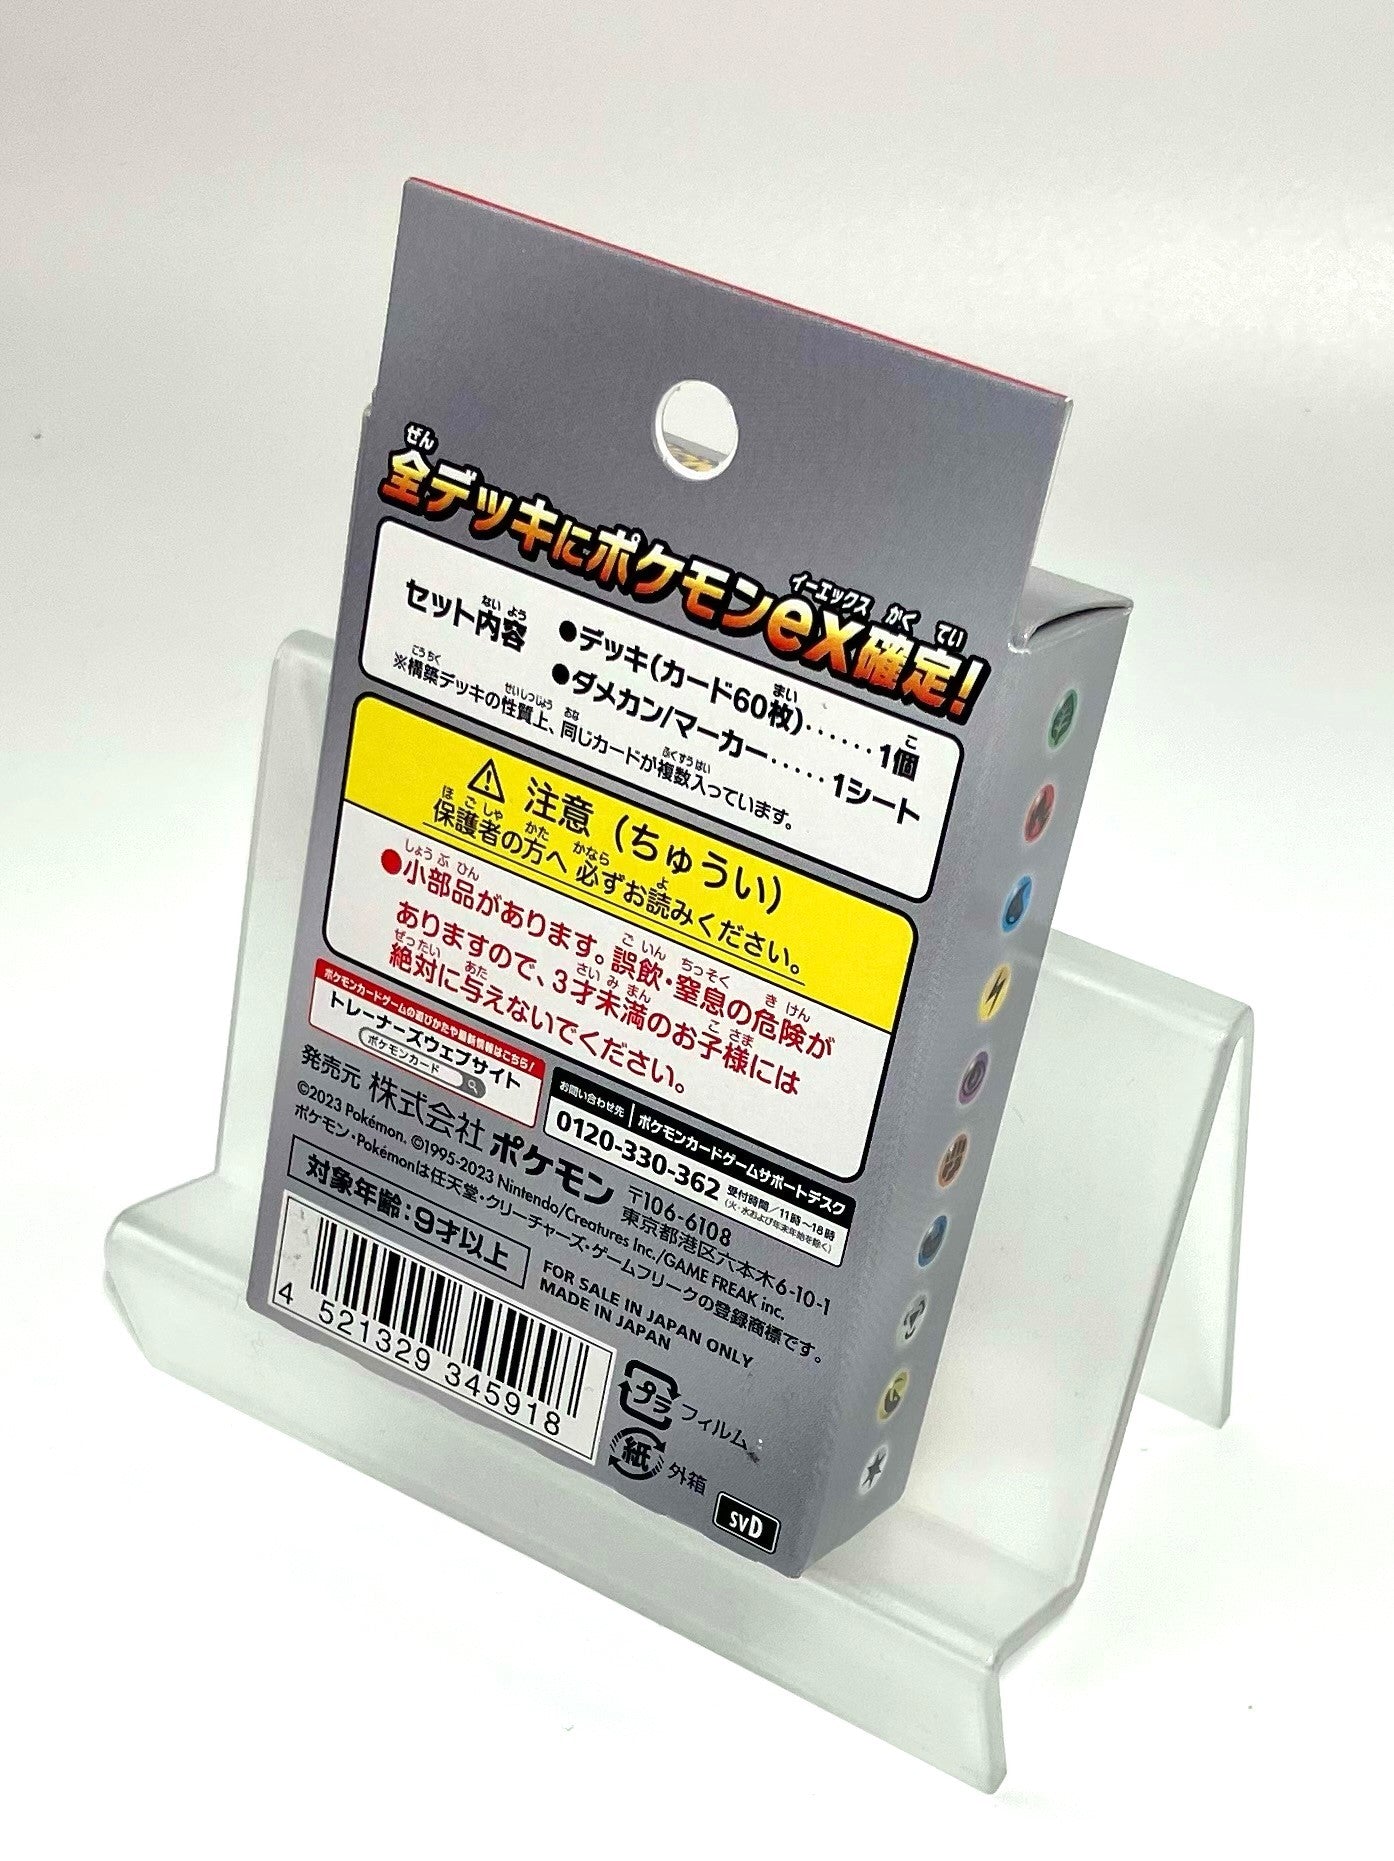 全デッキにポケモンex確定!
セット内容
●デッキ(カード60枚)‥‥‥1個
●ダメカン/マーカー‥‥‥1シート
※構築デッキの性質上、同じカードが複数入っています。
注意(ちゅうい)
保護者の方へ 必ずお読みください。
●小部品があります。誤飲・窒息の危険が
ありますので、3才未満のお子様には
絶対に与えないでください。
ポケモンカードゲームの遊びかたや最新情報はこちら!
トレーナーズウェブサイト
ポケモンカード
お問い合わせ先 ポケモンカードゲームサポートデスク
0120-330-362 受付時間/11時~18時
(火・水および年末年始を除く)
発売元 株式会社 ポケモン
〒106-6108
東京都港区六本木6-10-1
©2023 Pokémon. ©1995-2023 Nintendo/Creatures Inc./GAME FREAK inc.
ポケモン・Pokémonは任天堂・クリーチャーズ・ゲームフリークの登録商標です。
対象年齢:9才以上
FOR SALE IN JAPAN ONLY
MADE IN JAPAN
4 521329 345918
プラ フィルム
紙 外箱
svD